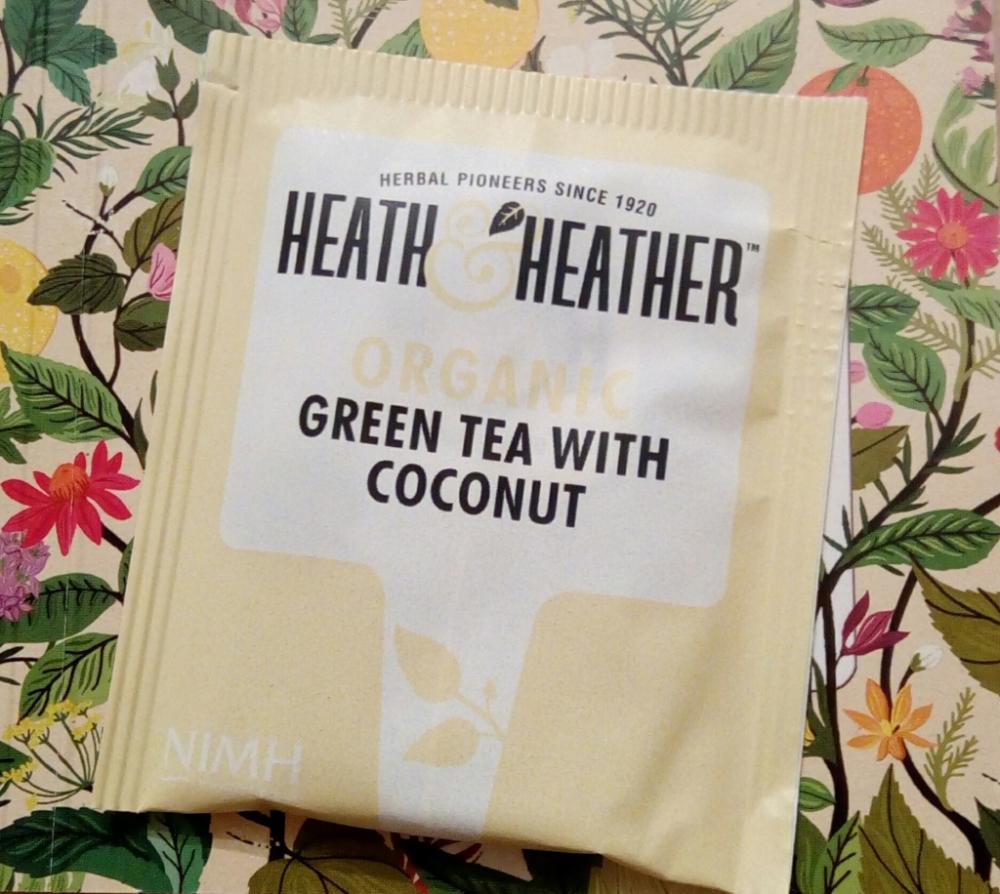 HERBAL PIONEERS SINCE 1920
HEATH & HEATHER™
ORGANIC
GREEN TEA WITH
COCONUT
NIMH